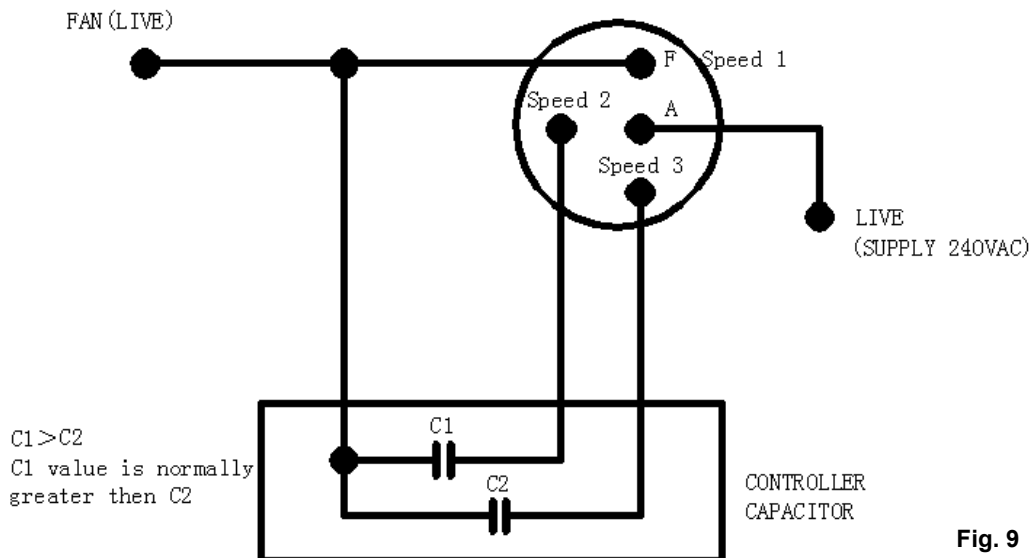 FAN(LIVE)
F Speed 1
Speed 2
A
Speed 3
LIVE
(SUPPLY 240VAC)
C1>C2
C1 value is normally
greater then C2
C1
C2
CONTROLLER
CAPACITOR
Fig. 9